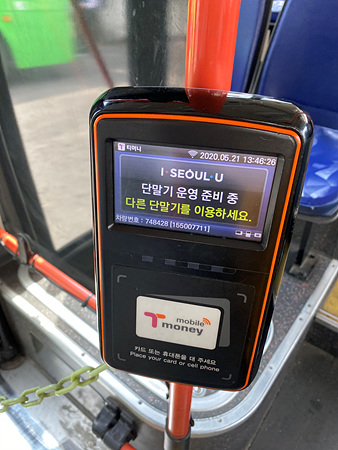 T 티머니 2020.05.21 13:46:26
I·SEOUL·U
단말기 운영 준비 중
다른 단말기를 이용하세요.
차량번호 : 748428 [155007711]
T mobile
money
카드 또는 휴대폰을 대 주세요
Place your card or cell phone